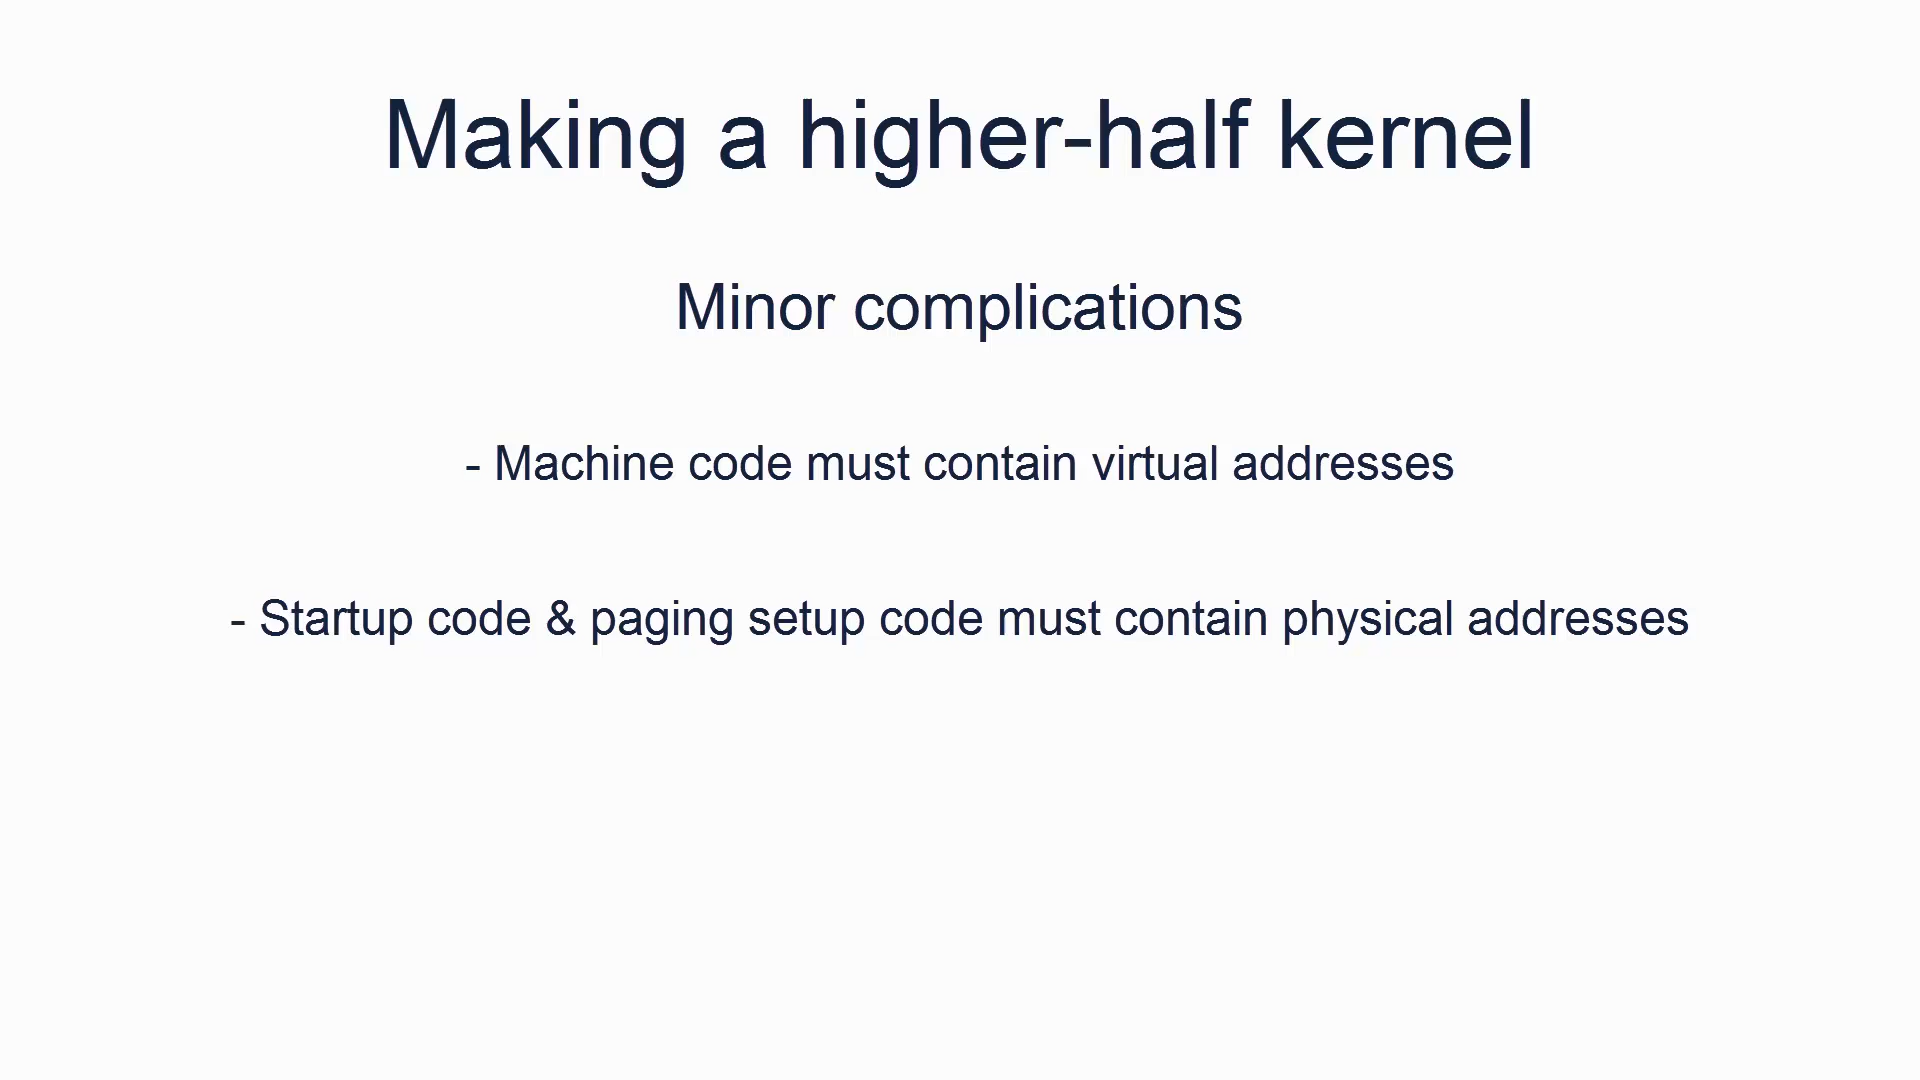 Making a higher-half kernel
Minor complications
- Machine code must contain virtual addresses
- Startup code & paging setup code must contain physical addresses